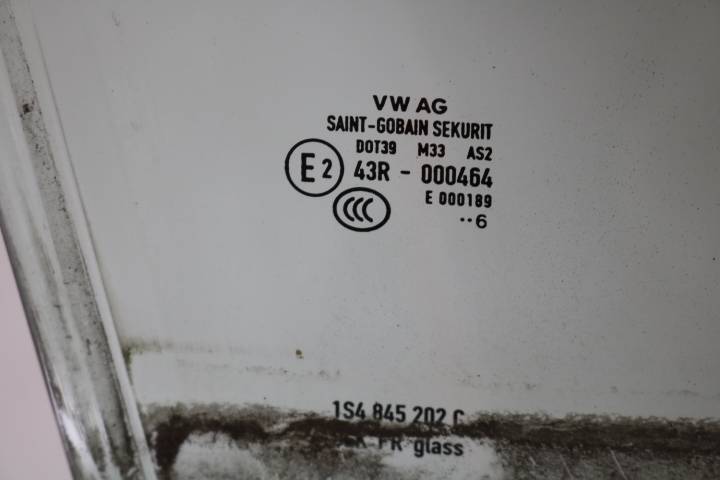 VW AG
SAINT-GOBAIN SEKURIT
DOT39 M33 AS2
E2 43R - 000464
E 000189
CCC ··6
1S4 845 202 C
FR glass